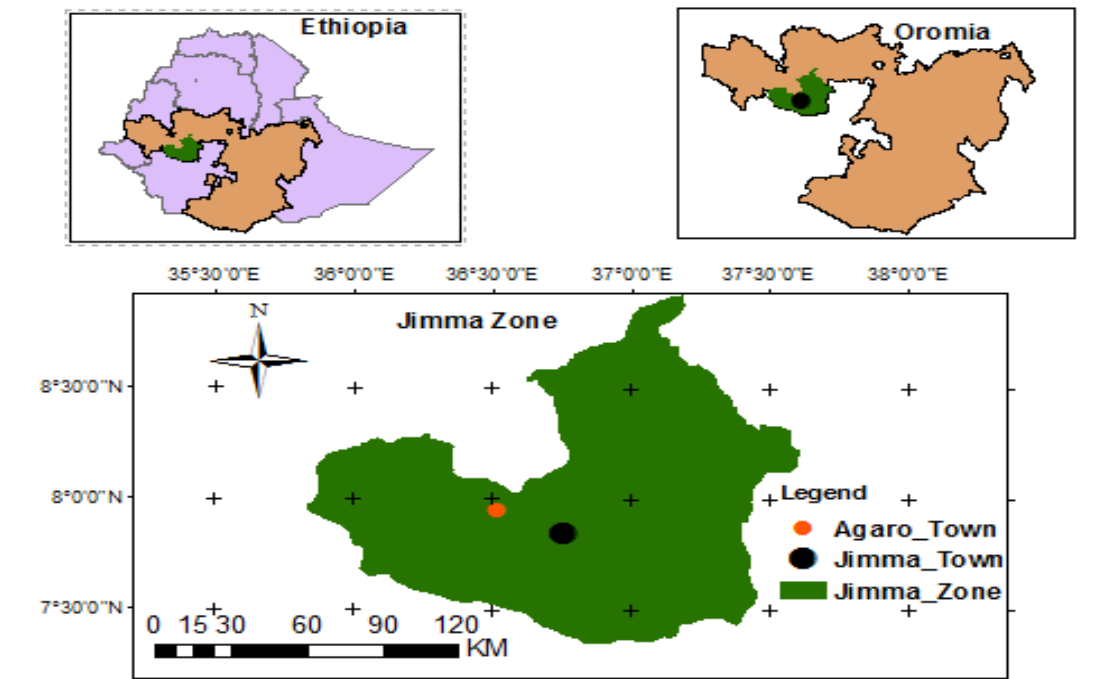 Ethiopia
Oromia
35°30'0"E 36°0'0"E 36°30'0"E 37°0'0"E 37°30'0"E 38°0'0"E
N
Jimma Zone
8°30'0"N
8°0'0"N
Legend
Agaro_Town
Jimma_Town
Jimma_Zone
7°30'0"N
0 15 30 60 90 120
KM